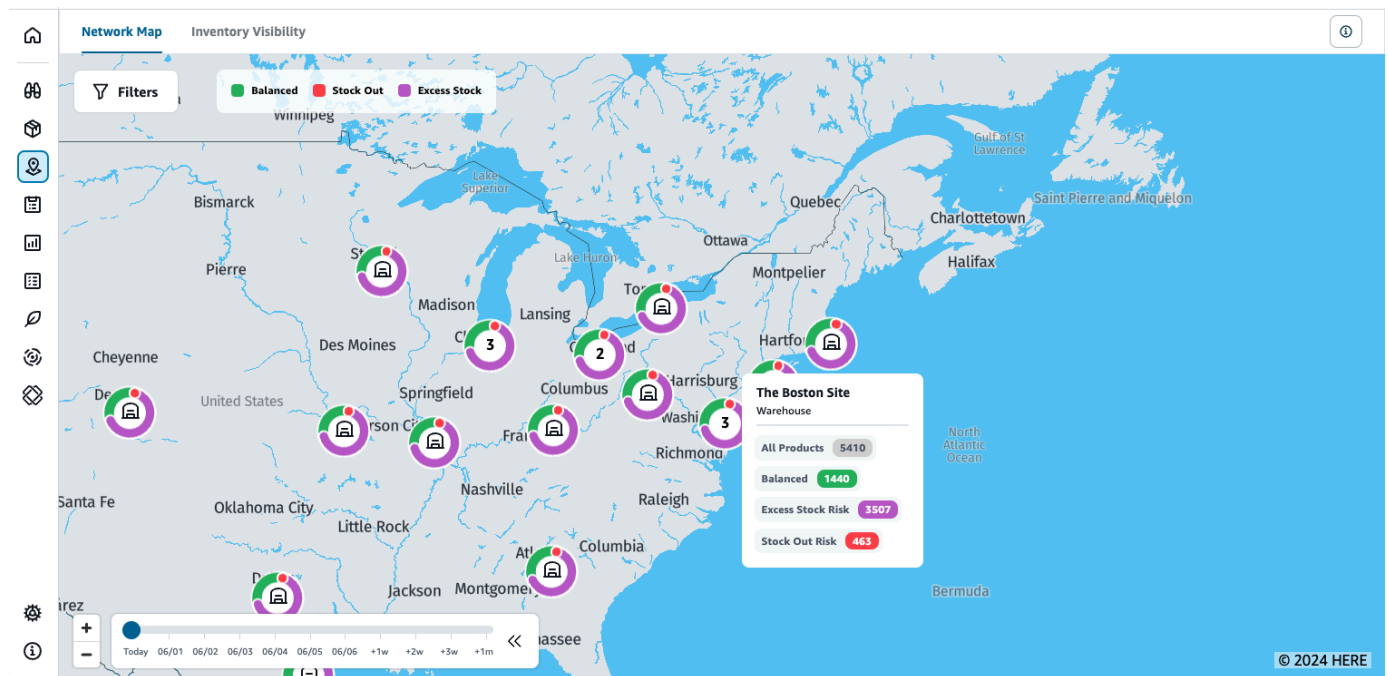 Network Map
Inventory Visibility
Filters
Balanced
Stock Out
Excess Stock
Winnipeg
Gulf of St
Lawrence
Lake
Superior
Bismarck
Quebec
Saint Pierre and Miquelon
Charlottetown
Ottawa
Lake Huron
Halifax
Pierre
Montpelier
Madison
Lansing
Hartfor
Des Moines
3
2
Cheyenne
Columbus
Harrisburg
Springfield
United States
The Boston Site
Warehouse
3
Richmond
All Products 5410
Balanced 1440
Excess Stock Risk 3507
Stock Out Risk 463
North
Atlantic
Ocean
Nashville
Santa Fe
Oklahoma City
Raleigh
Little Rock
Columbia
Jackson
Montgomery
Bermuda
+
−
Today
06/01
06/02
06/03
06/04
06/05
06/06
+1w
+2w
+3w
+1m
© 2024 HERE